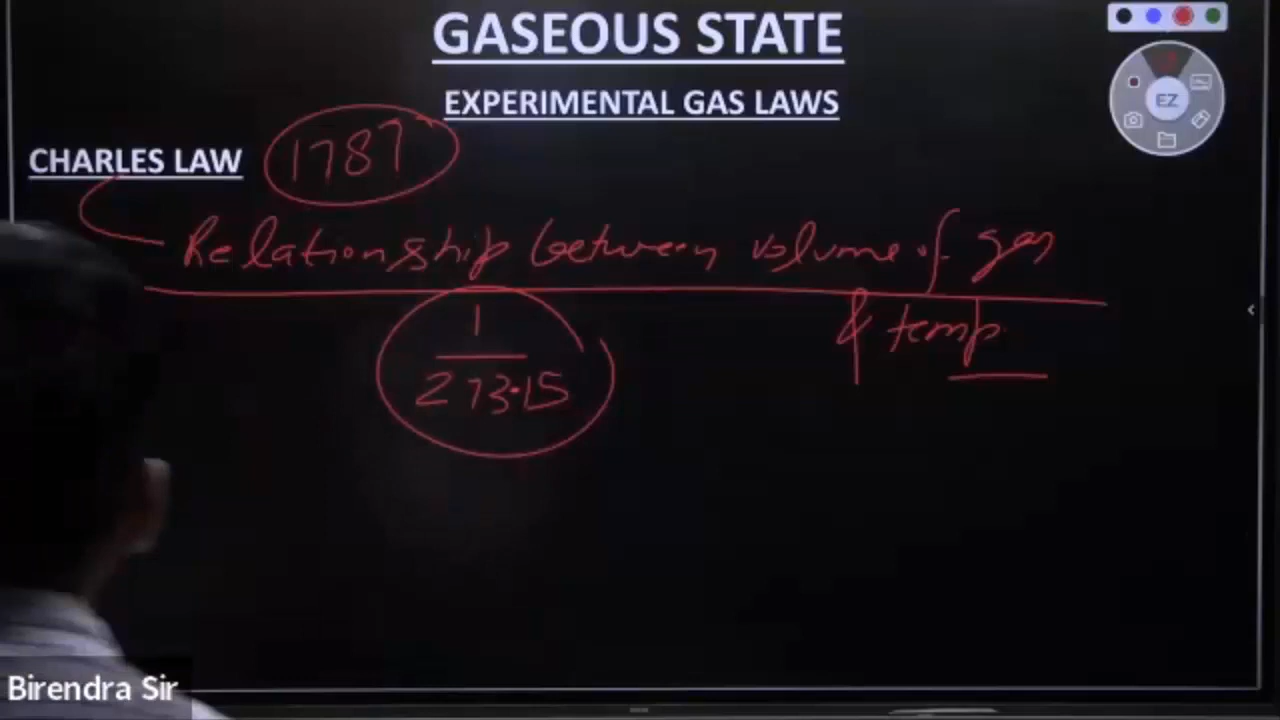 GASEOUS STATE
EXPERIMENTAL GAS LAWS
CHARLES LAW 1787
Relationship between volume of gas
& temp
1
273.15
EZ
Birendra Sir